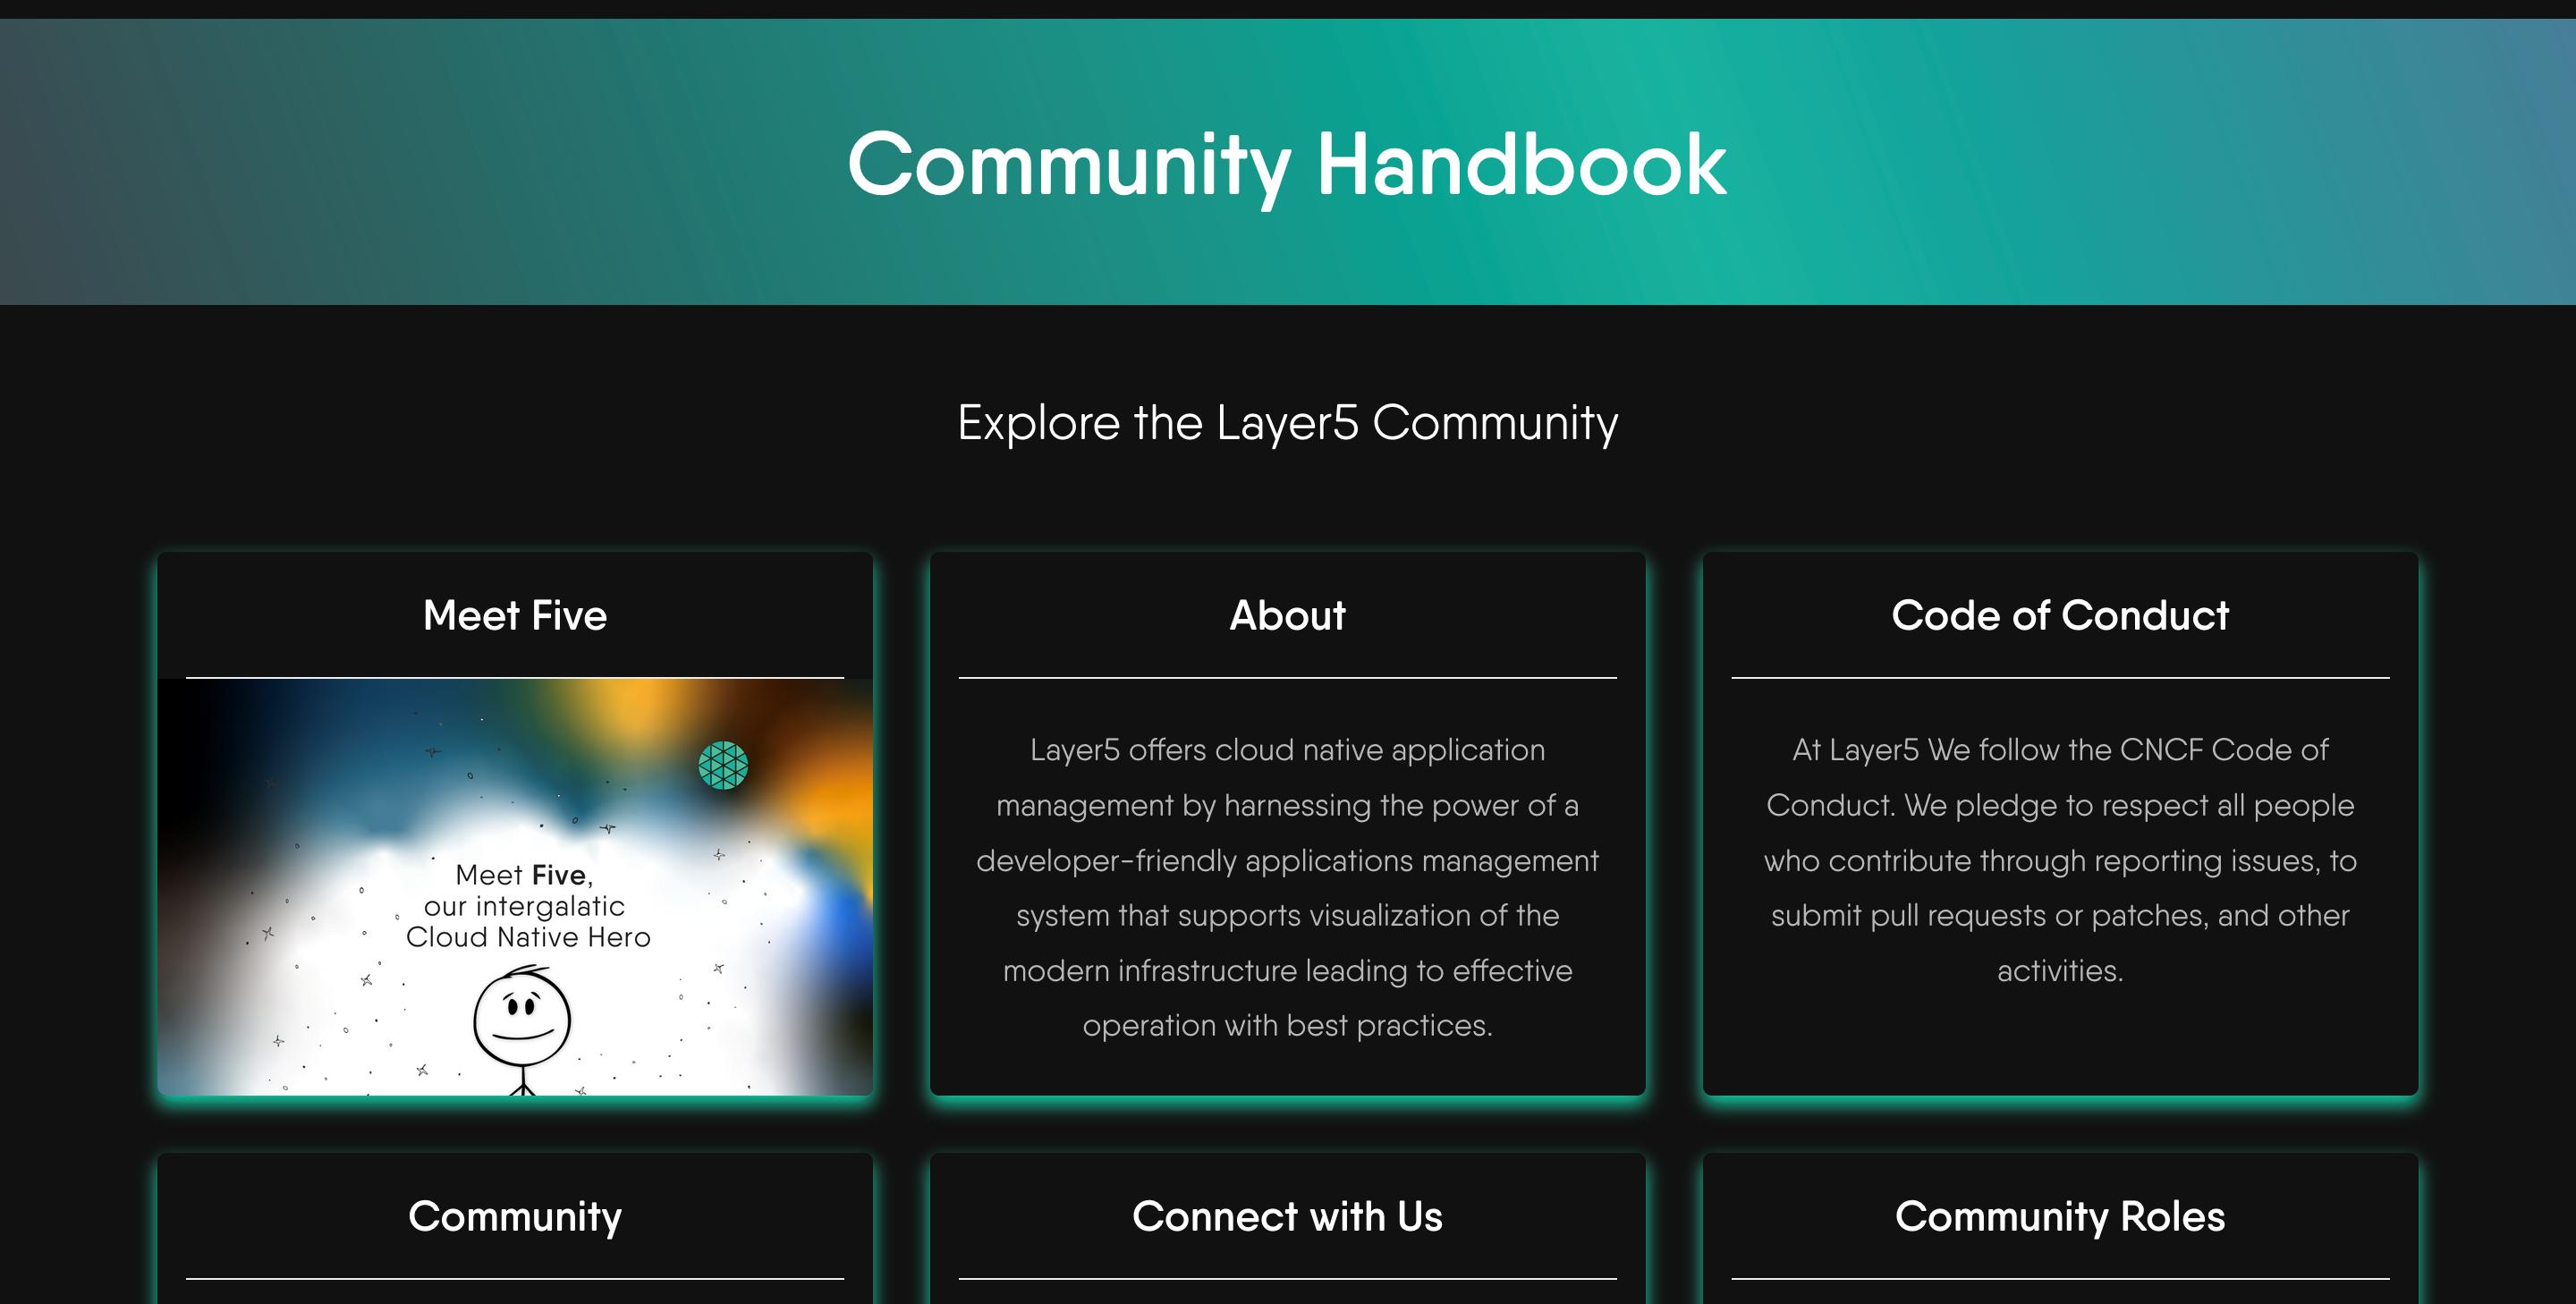 Community Handbook
Explore the Layer5 Community
Meet Five
Meet Five,
our intergalatic
Cloud Native Hero
About
Layer5 offers cloud native application
management by harnessing the power of a
developer-friendly applications management
system that supports visualization of the
modern infrastructure leading to effective
operation with best practices.
Code of Conduct
At Layer5 We follow the CNCF Code of
Conduct. We pledge to respect all people
who contribute through reporting issues, to
submit pull requests or patches, and other
activities.
Community
Connect with Us
Community Roles